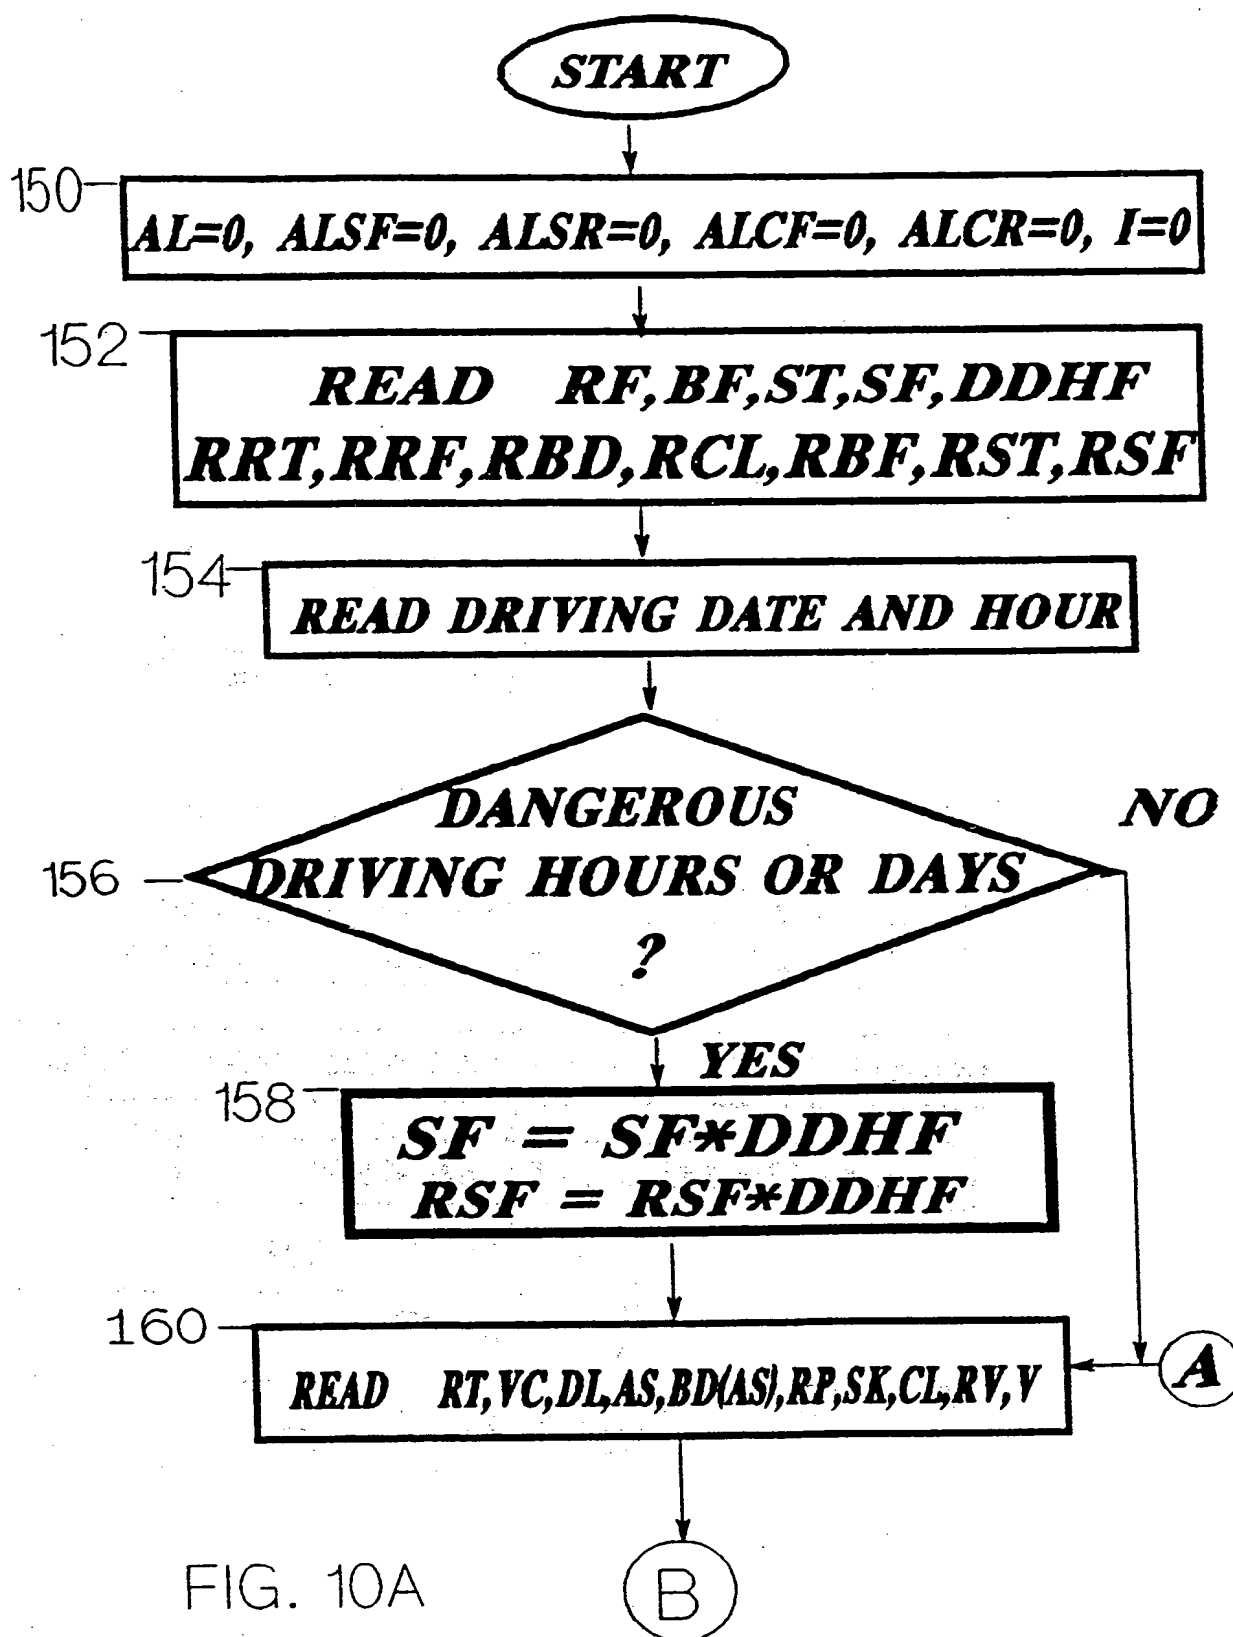 START
150
AL=0, ALSF=0, ALSR=0, ALCF=0, ALCR=0, I=0
152
READ RF,BF,ST,SF,DDHF
RRT,RRF,RBD,RCL,RBF,RST,RSF
154
READ DRIVING DATE AND HOUR
DANGEROUS
NO
156
DRIVING HOURS OR DAYS
?
YES
158
SF = SF*DDHF
RSF = RSF*DDHF
160
READ RT,VC,DL,AS,BD(AS),RP,SK,CL,RV,V
A
FIG. 10A
B